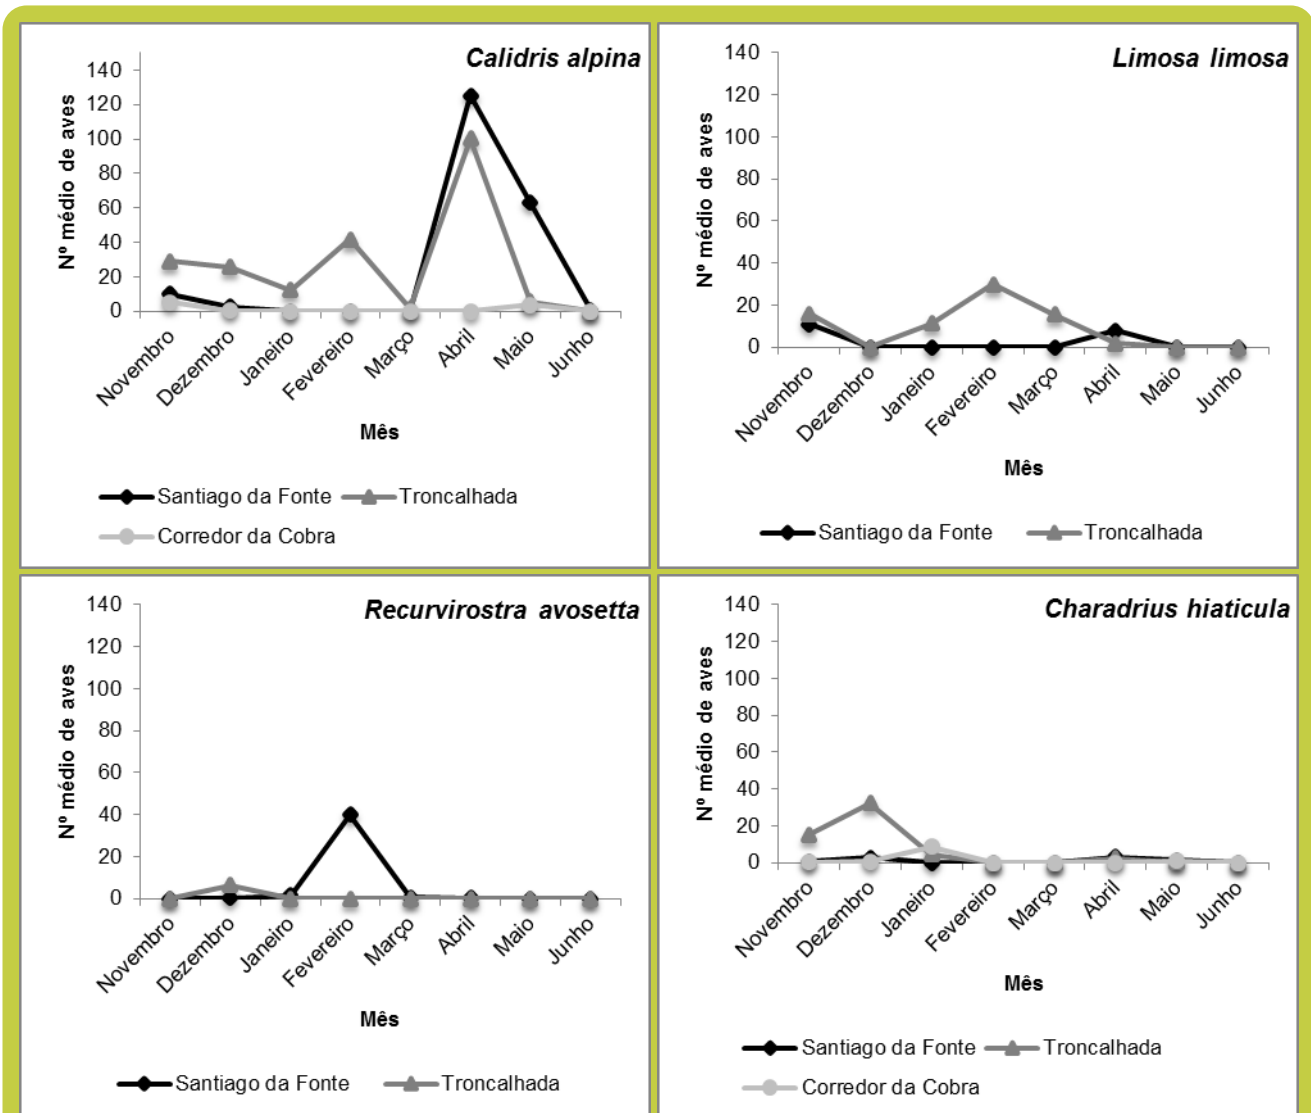 Calidris alpina
Nº médio de aves
140
120
100
80
60
40
20
0
Novembro
Dezembro
Janeiro
Fevereiro
Março
Abril
Maio
Junho
Mês
Santiago da Fonte
Troncalhada
Corredor da Cobra
Limosa limosa
Nº médio de aves
140
120
100
80
60
40
20
0
Novembro
Dezembro
Janeiro
Fevereiro
Março
Abril
Maio
Junho
Mês
Santiago da Fonte
Troncalhada
Recurvirostra avosetta
Nº médio de aves
140
120
100
80
60
40
20
0
Novembro
Dezembro
Janeiro
Fevereiro
Março
Abril
Maio
Junho
Mês
Santiago da Fonte
Troncalhada
Charadrius hiaticula
Nº médio de aves
140
120
100
80
60
40
20
0
Novembro
Dezembro
Janeiro
Fevereiro
Março
Abril
Maio
Junho
Mês
Santiago da Fonte
Troncalhada
Corredor da Cobra